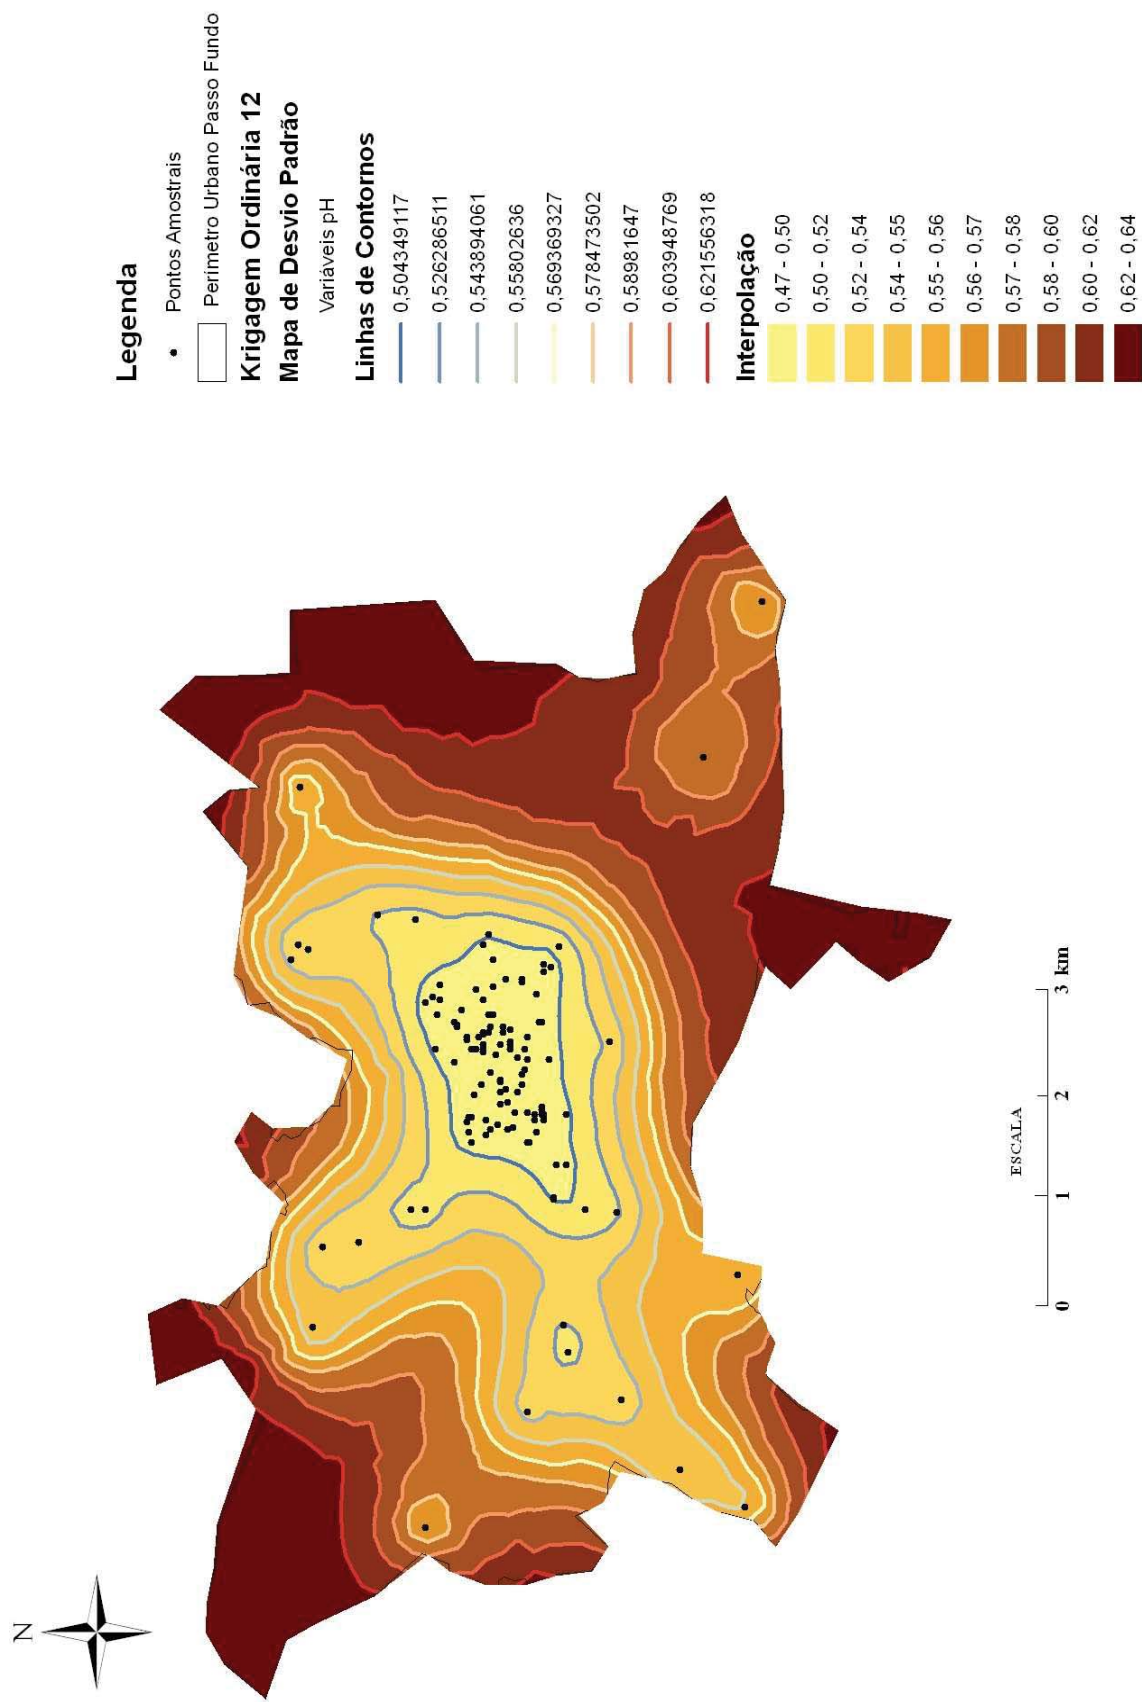 Legenda
Pontos Amostrais
Perimetro Urbano Passo Fundo
Krigagem Ordinária 12
Mapa de Desvio Padrão
Variáveis pH
Linhas de Contornos
0,504349117
0,526286511
0,543894061
0,55802636
0,569369327
0,578473502
0,58981647
0,603948769
0,621556318
Interpolação
0,47 - 0,50
0,50 - 0,52
0,52 - 0,54
0,54 - 0,55
0,55 - 0,56
0,56 - 0,57
0,57 - 0,58
0,58 - 0,60
0,60 - 0,62
0,62 - 0,64
N
ESCALA
0 1 2 3 km